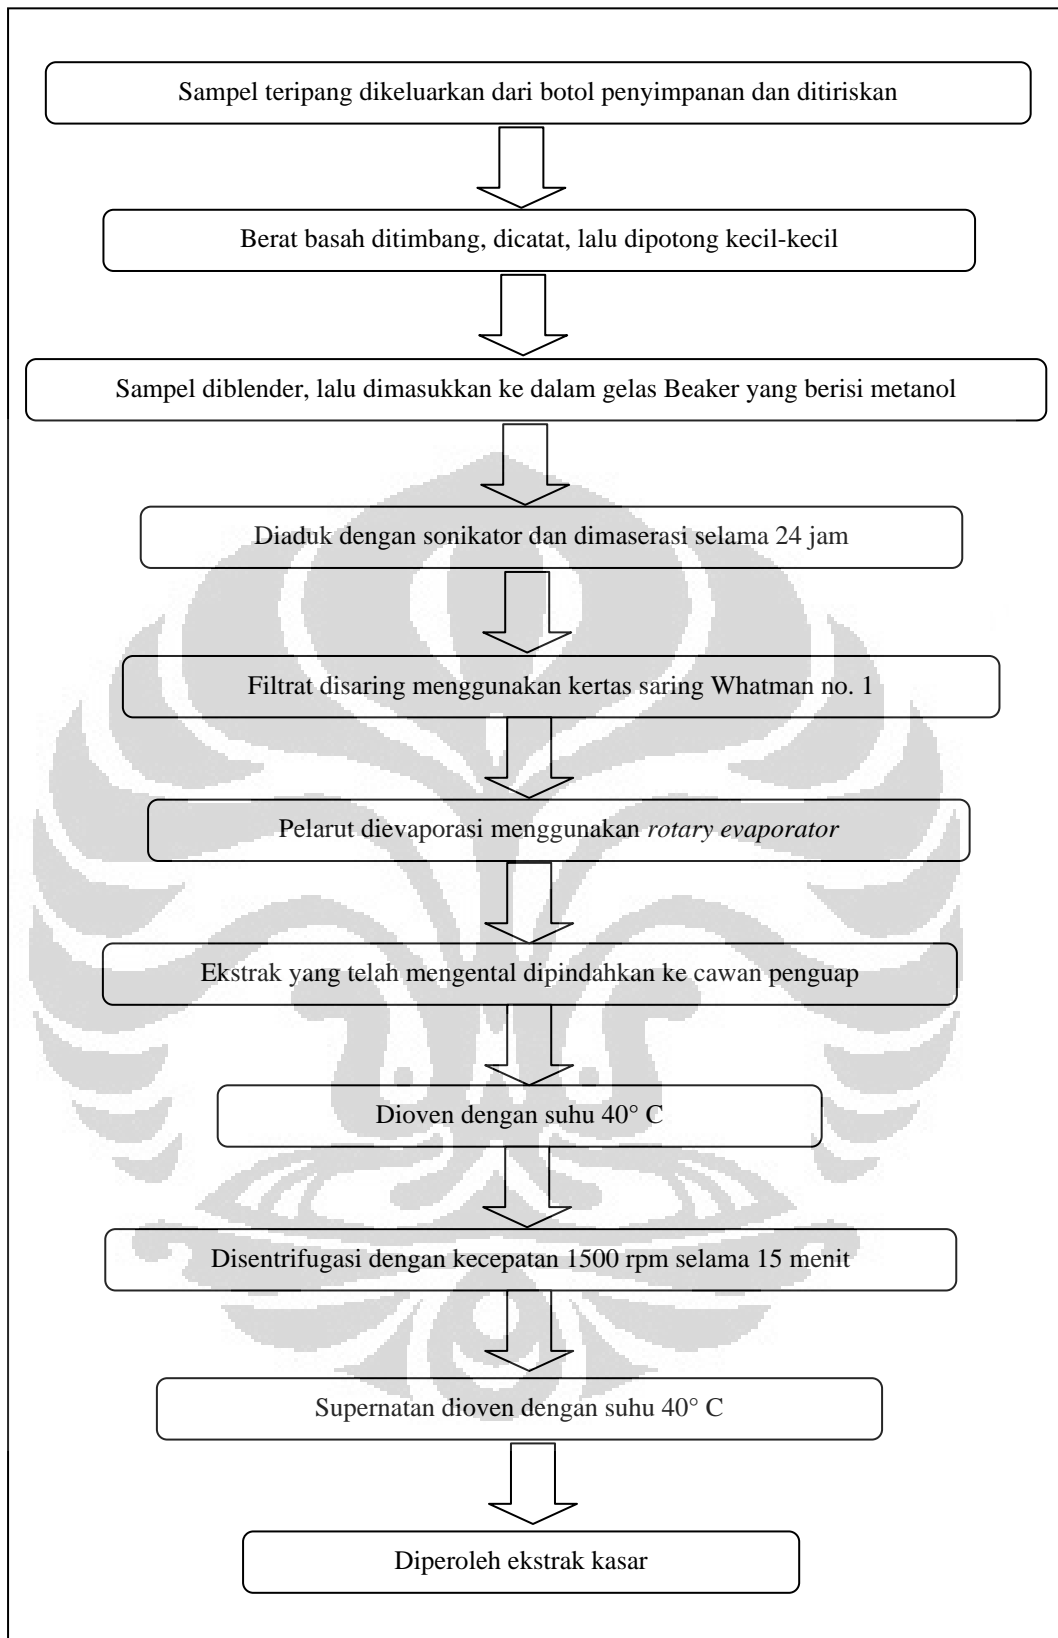 Sampel teripang dikeluarkan dari botol penyimpanan dan ditiriskan
Berat basah ditimbang, dicatat, lalu dipotong kecil-kecil
Sampel diblender, lalu dimasukkan ke dalam gelas Beaker yang berisi metanol
Diaduk dengan sonikator dan dimaserasi selama 24 jam
Filtrat disaring menggunakan kertas saring Whatman no. 1
Pelarut dievaporasi menggunakan rotary evaporator
Ekstrak yang telah mengental dipindahkan ke cawan penguap
Dioven dengan suhu 40° C
Disentrifugasi dengan kecepatan 1500 rpm selama 15 menit
Supernatan dioven dengan suhu 40° C
Diperoleh ekstrak kasar